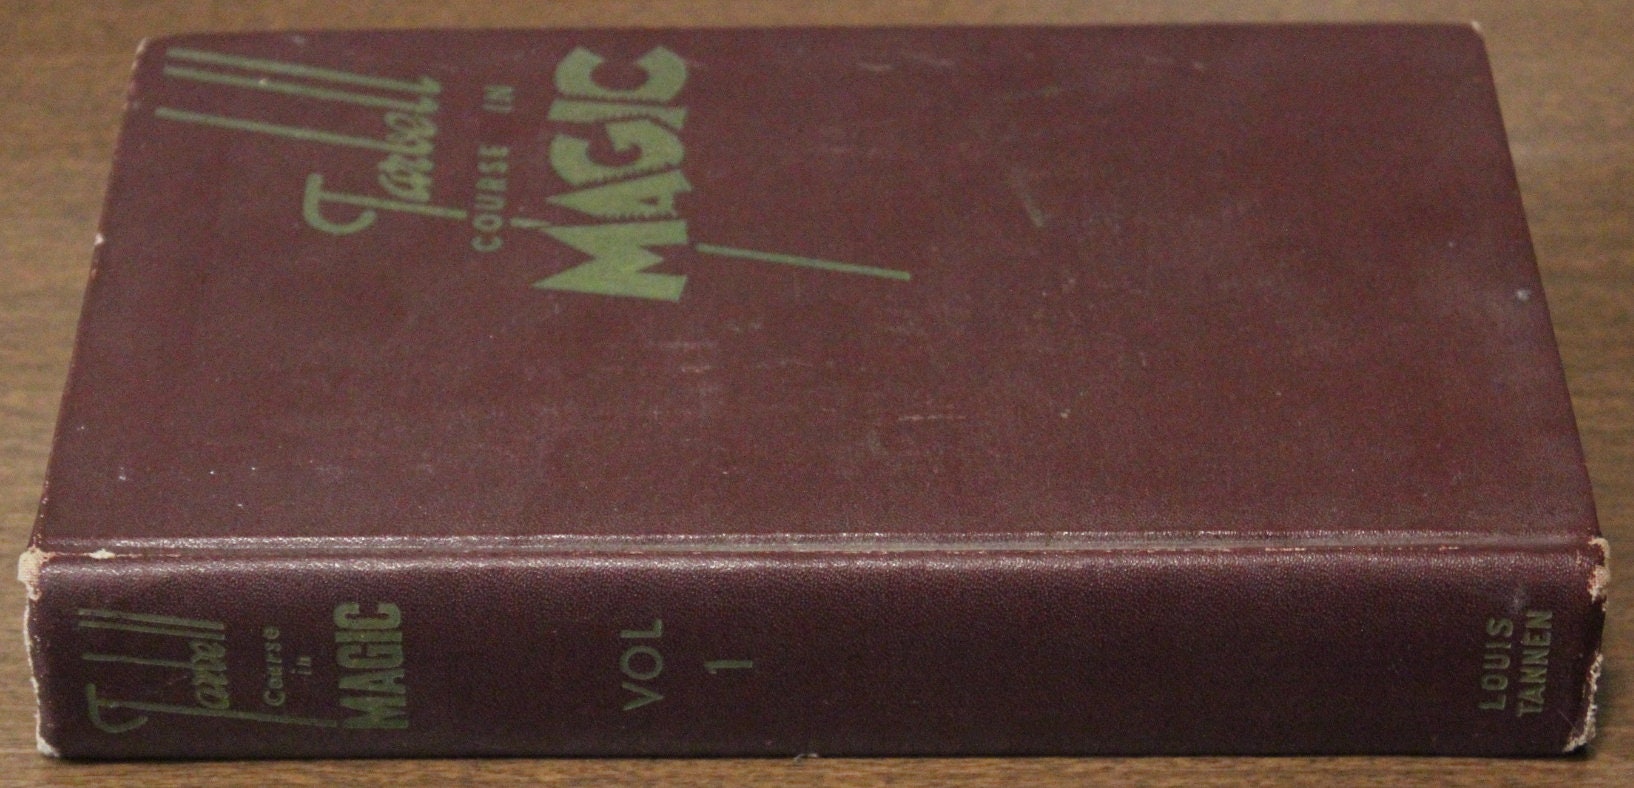 Tarbell
COURSE IN
MAGIC
Tarbell
Course
in
MAGIC
VOL
1
LOUIS
TANNEN